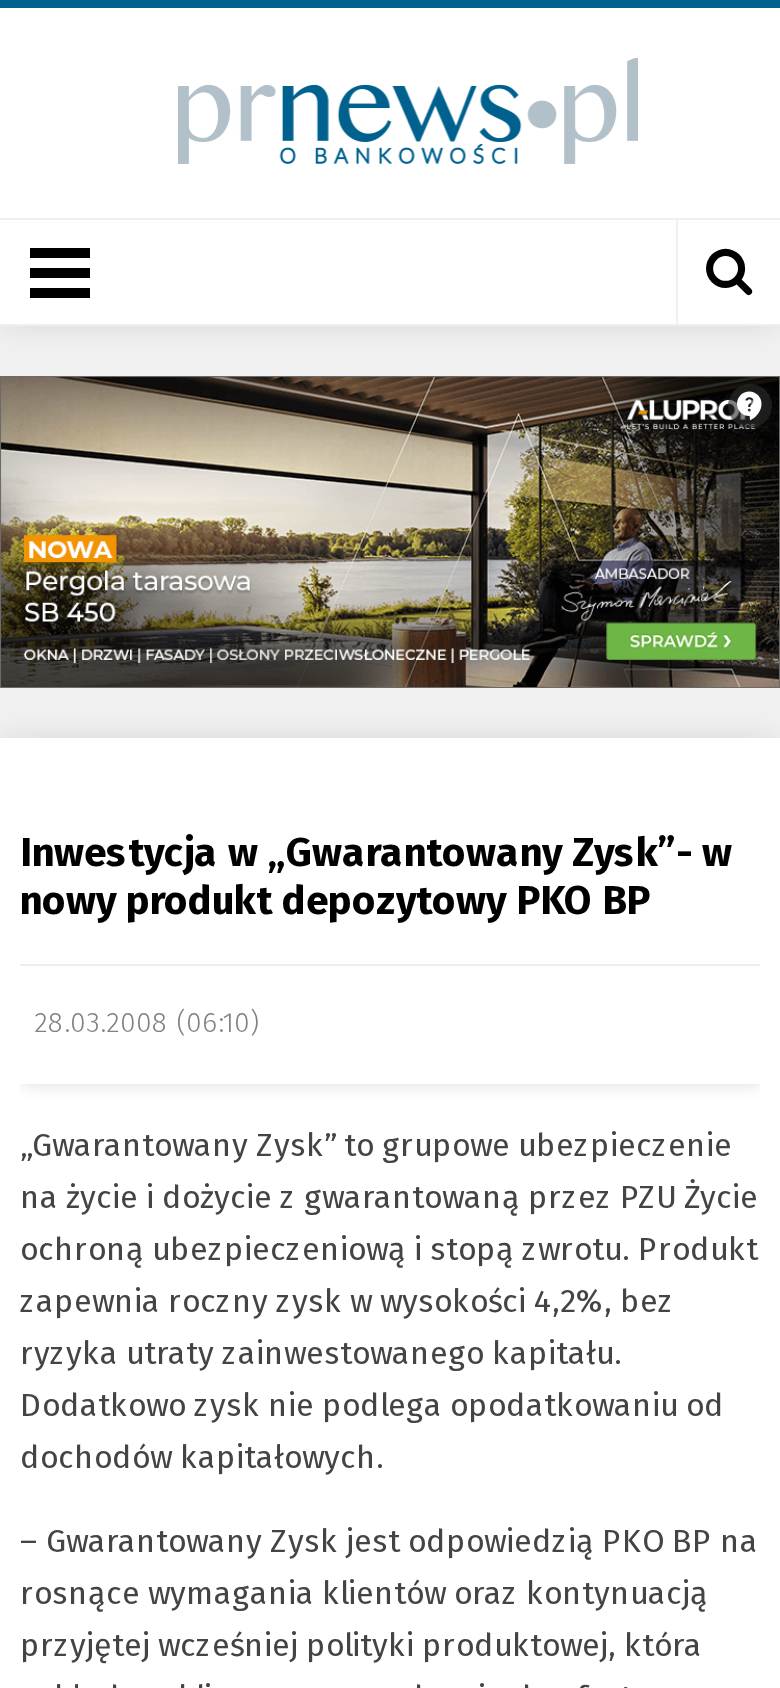 prnews.pl
O BANKOWOŚCI
ALUPROF
LET'S BUILD A BETTER PLACE
NOWA
Pergola tarasowa
SB 450
AMBASADOR
Szymon Marciniak
SPRAWDŹ ❯
OKNA | DRZWI | FASADY | OSŁONY PRZECIWSŁONECZNE | PERGOLE
Inwestycja w „Gwarantowany Zysk”- w
nowy produkt depozytowy PKO BP
28.03.2008 (06:10)
„Gwarantowany Zysk” to grupowe ubezpieczenie
na życie i dożycie z gwarantowaną przez PZU Życie
ochroną ubezpieczeniową i stopą zwrotu. Produkt
zapewnia roczny zysk w wysokości 4,2%, bez
ryzyka utraty zainwestowanego kapitału.
Dodatkowo zysk nie podlega opodatkowaniu od
dochodów kapitałowych.
– Gwarantowany Zysk jest odpowiedzią PKO BP na
rosnące wymagania klientów oraz kontynuacją
przyjętej wcześniej polityki produktowej, która